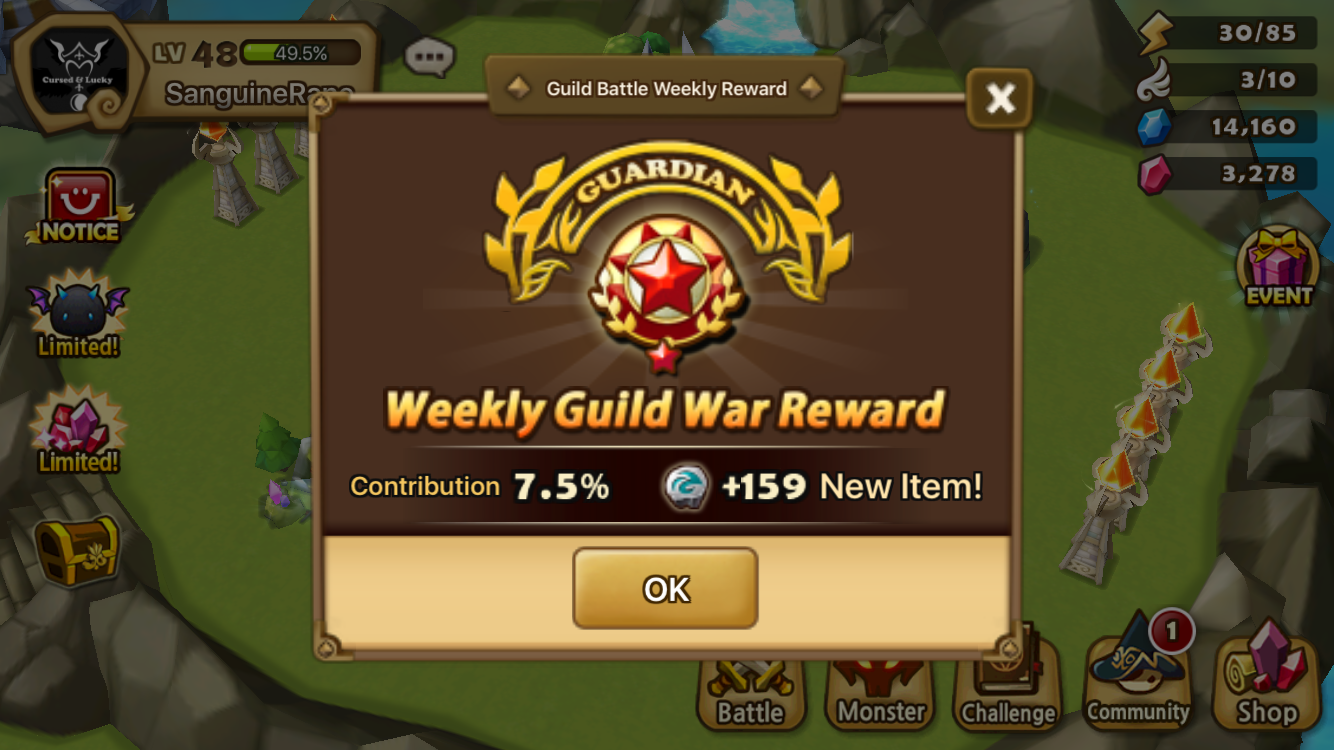 LV 48 49.5%
Cursed & Lucky
Guild Battle Weekly Reward
30/85
3/10
14,160
3,278
GUARDIAN
NOTICE
EVENT
Limited!
Weekly Guild War Reward
Limited!
Contribution 7.5% +159 New Item!
OK
1
Battle
Monster
Challenge
Community
Shop